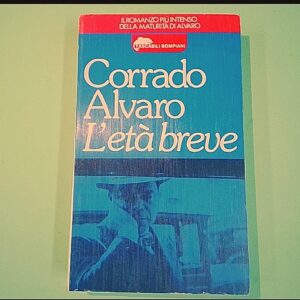 IL ROMANZO PIÙ INTENSO
DELLA MATURITÀ DI ALVARO
TASCABILI BOMPIANI
Corrado
Alvaro
L'età breve